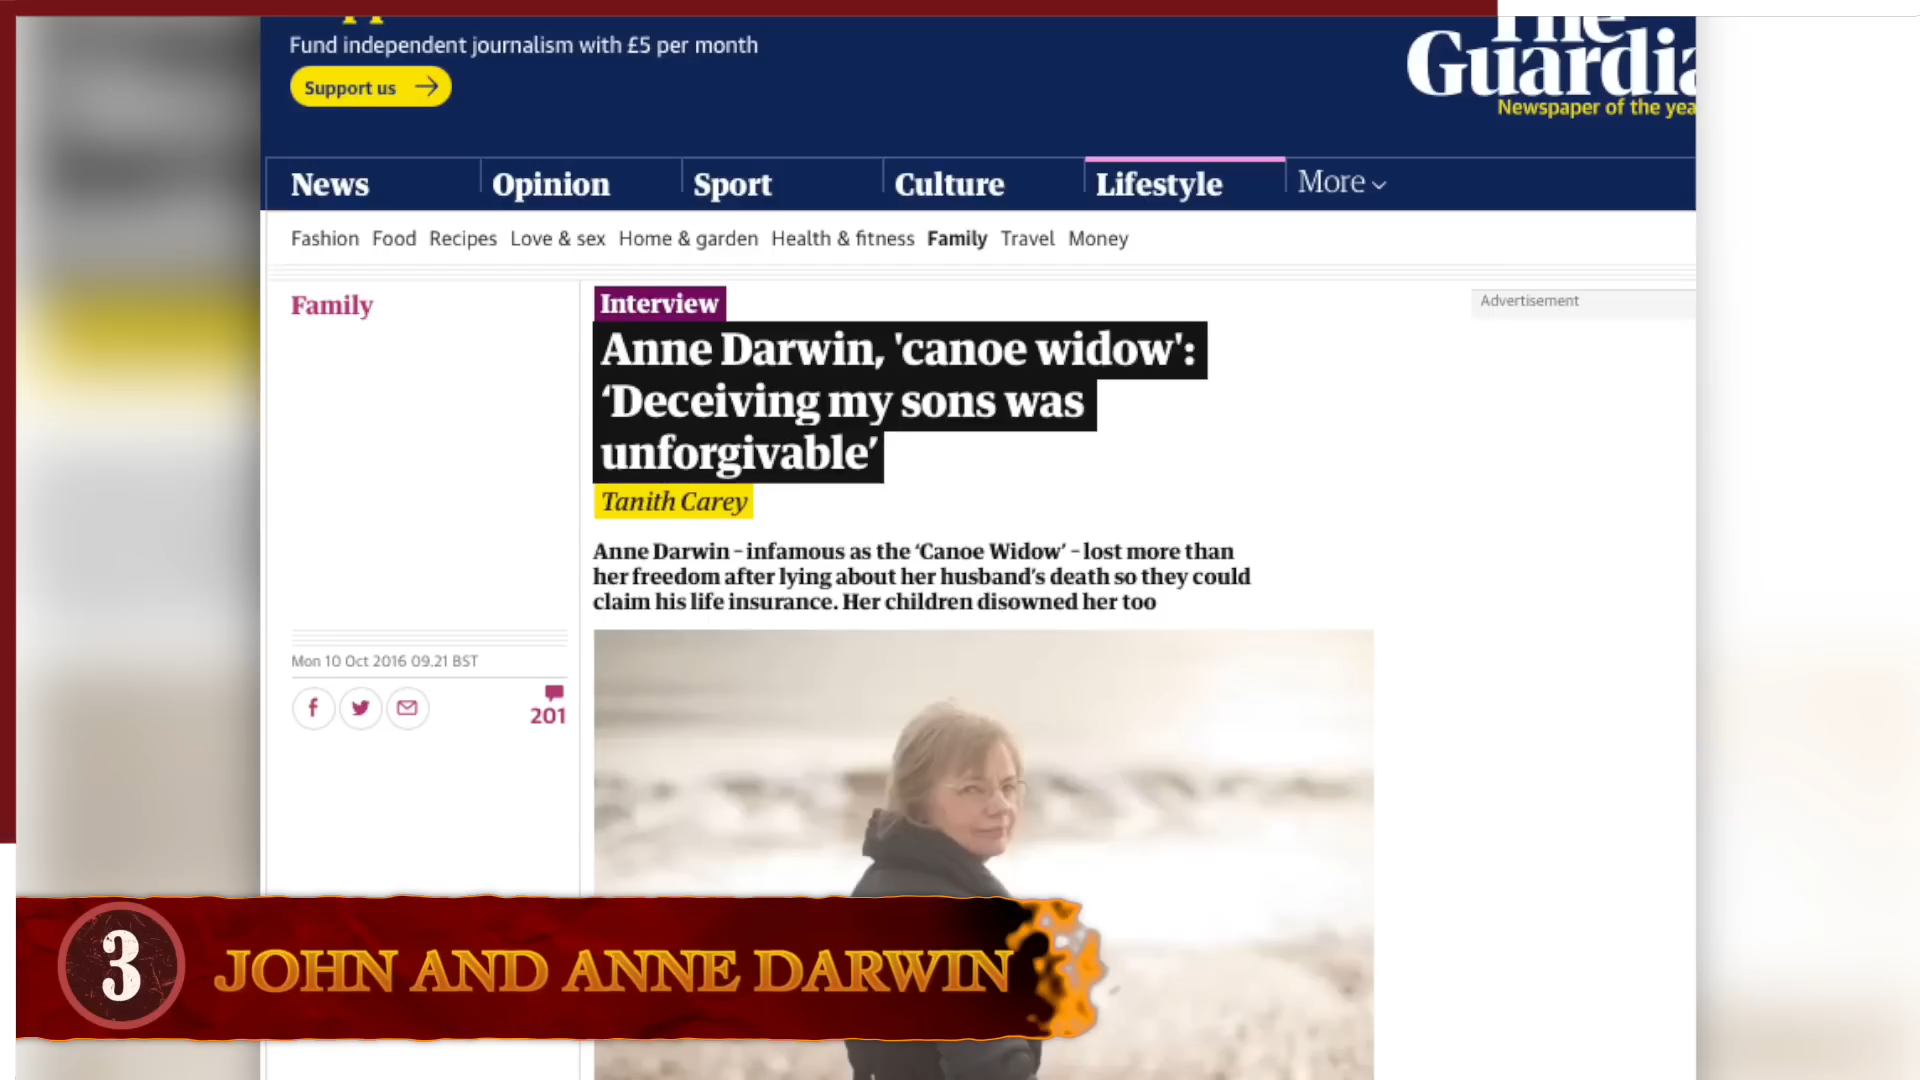 Fund independent journalism with £5 per month
Support us
The
Guardia
Newspaper of the yea
News Opinion Sport Culture Lifestyle More
Fashion Food Recipes Love & sex Home & garden Health & fitness Family Travel Money
Family
Interview
Advertisement
Anne Darwin, 'canoe widow':
‘Deceiving my sons was
unforgivable’
Tanith Carey
Anne Darwin – infamous as the ‘Canoe Widow’ – lost more than
her freedom after lying about her husband’s death so they could
claim his life insurance. Her children disowned her too
Mon 10 Oct 2016 09.21 BST
201
3
JOHN AND ANNE DARWIN